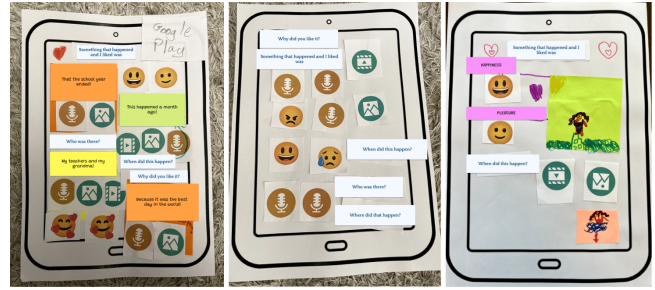 Google
Play
Something that happened
and I liked was
That the school year
ended!
This happened a month
ago!
Who was there?
My teachers and my
grandma!
When did this happen?
Why did you like it?
Because it was the best
day in the world!
Why did you like it?
Something that happened and I liked
was
When did this happen?
Who was there?
Where did that happen?
Something that happened and I
liked was
HAPPINESS
PLEASURE
When did this happen?